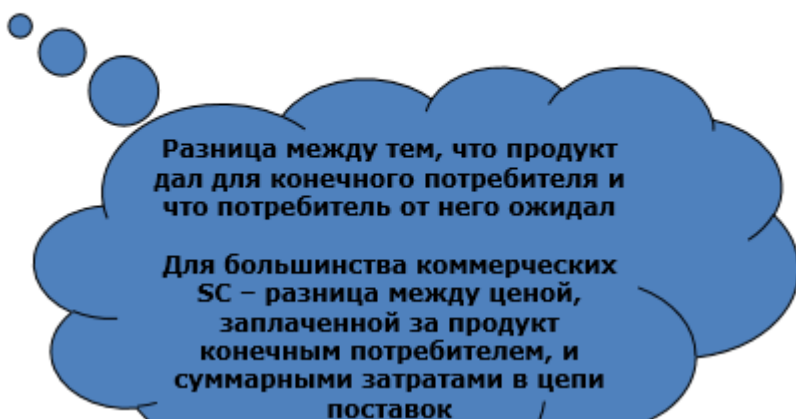 Разница между тем, что продукт
дал для конечного потребителя и
что потребитель от него ожидал
Для большинства коммерческих
SC – разница между ценой,
заплаченной за продукт
конечным потребителем, и
суммарными затратами в цепи
поставок